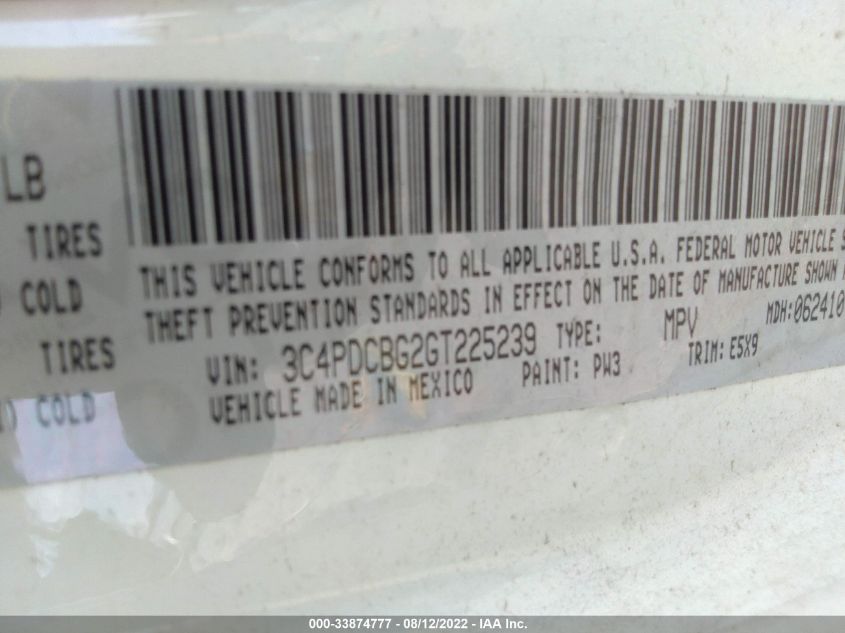 LB
TIRES
COLD
TIRES
COLD
THIS VEHICLE CONFORMS TO ALL APPLICABLE U.S.A. FEDERAL MOTOR VEHICLE S
THEFT PREVENTION STANDARDS IN EFFECT ON THE DATE OF MANUFACTURE SHOWN
VIN: 3C4PDCBG2GT225239 TYPE: MPV MDH:062410
VEHICLE MADE IN MEXICO PAINT: PW3 TRIM: E5X9
000-33874777 - 08/12/2022 - IAA Inc.